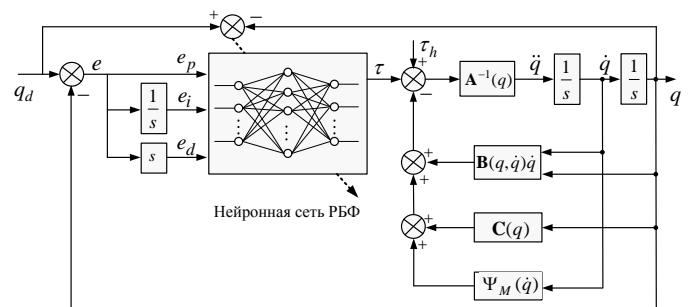 +
−
τ_h
q_d
−
e
e_p
1/s
e_i
s
e_d
τ
+
−
A⁻¹(q)
q̈
1/s
q̇
1/s
q
B(q, q̇)q̇
+
+
C(q)
+
+
Ψ_M(q̇)
Нейронная сеть РБФ